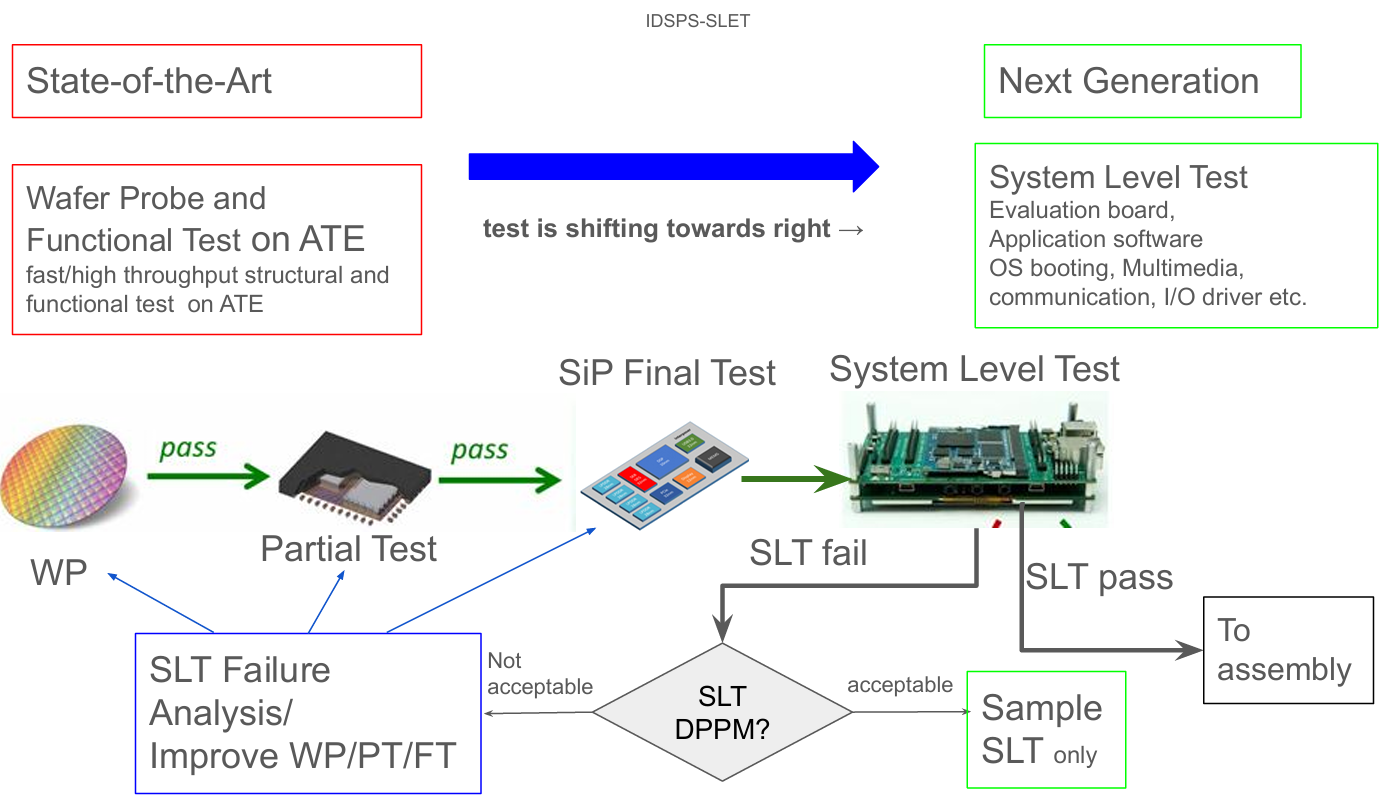 IDSPS-SLET
State-of-the-Art
Next Generation
Wafer Probe and
Functional Test on ATE
fast/high throughput structural and
functional test on ATE
test is shifting towards right →
System Level Test
Evaluation board,
Application software
OS booting, Multimedia,
communication, I/O driver etc.
SiP Final Test
System Level Test
pass
pass
Partial Test
WP
SLT fail
SLT pass
To
assembly
SLT Failure
Analysis/
Improve WP/PT/FT
Not
acceptable
SLT
DPPM?
acceptable
Sample
SLT only